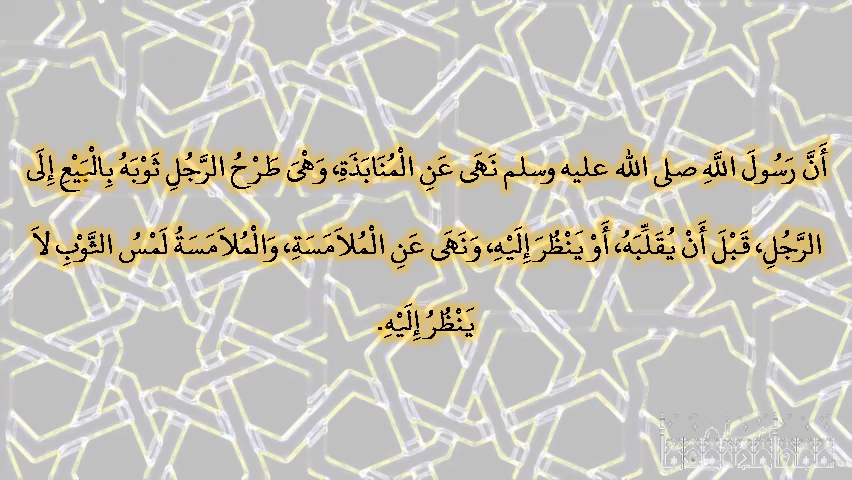 أَنَّ رَسُولَ اللَّهِ صلى الله عليه وسلم نَهَى عَنِ الْمُنَابَذَةِ، وَهْىَ طَرْحُ الرَّجُلِ ثَوْبَهُ بِالْبَيْعِ إِلَى
الرَّجُلِ، قَبْلَ أَنْ يُقَلِّبَهُ، أَوْ يَنْظُرَ إِلَيْهِ، وَنَهَى عَنِ الْمُلاَمَسَةِ، وَالْمُلاَمَسَةُ لَمْسُ الثَّوْبِ لاَ
يَنْظُرُ إِلَيْهِ.